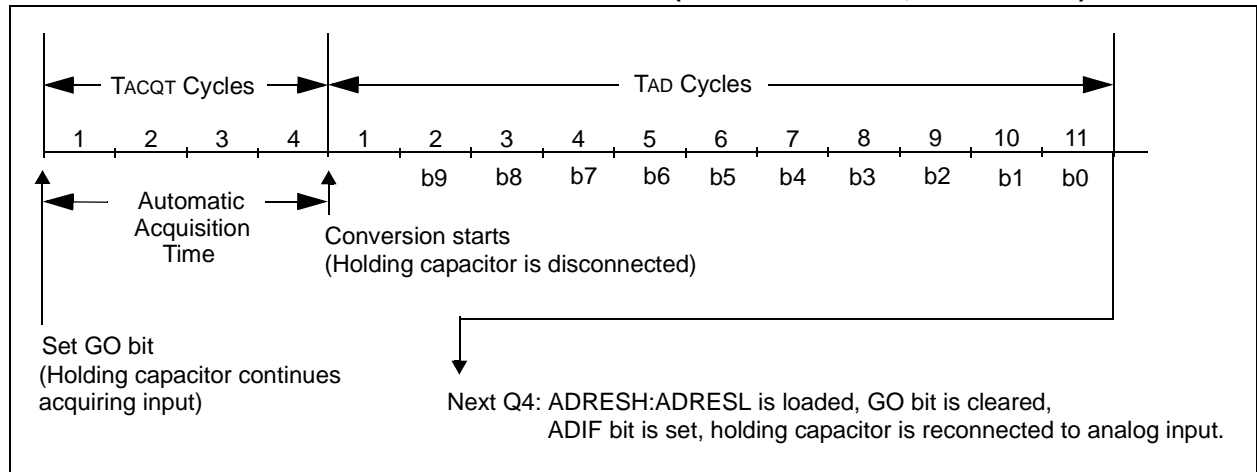 TACQT Cycles
TAD Cycles
1 2 3 4 1 2 3 4 5 6 7 8 9 10 11
b9 b8 b7 b6 b5 b4 b3 b2 b1 b0
Automatic
Acquisition
Time
Conversion starts
(Holding capacitor is disconnected)
Set GO bit
(Holding capacitor continues
acquiring input)
Next Q4: ADRESH:ADRESL is loaded, GO bit is cleared,
ADIF bit is set, holding capacitor is reconnected to analog input.